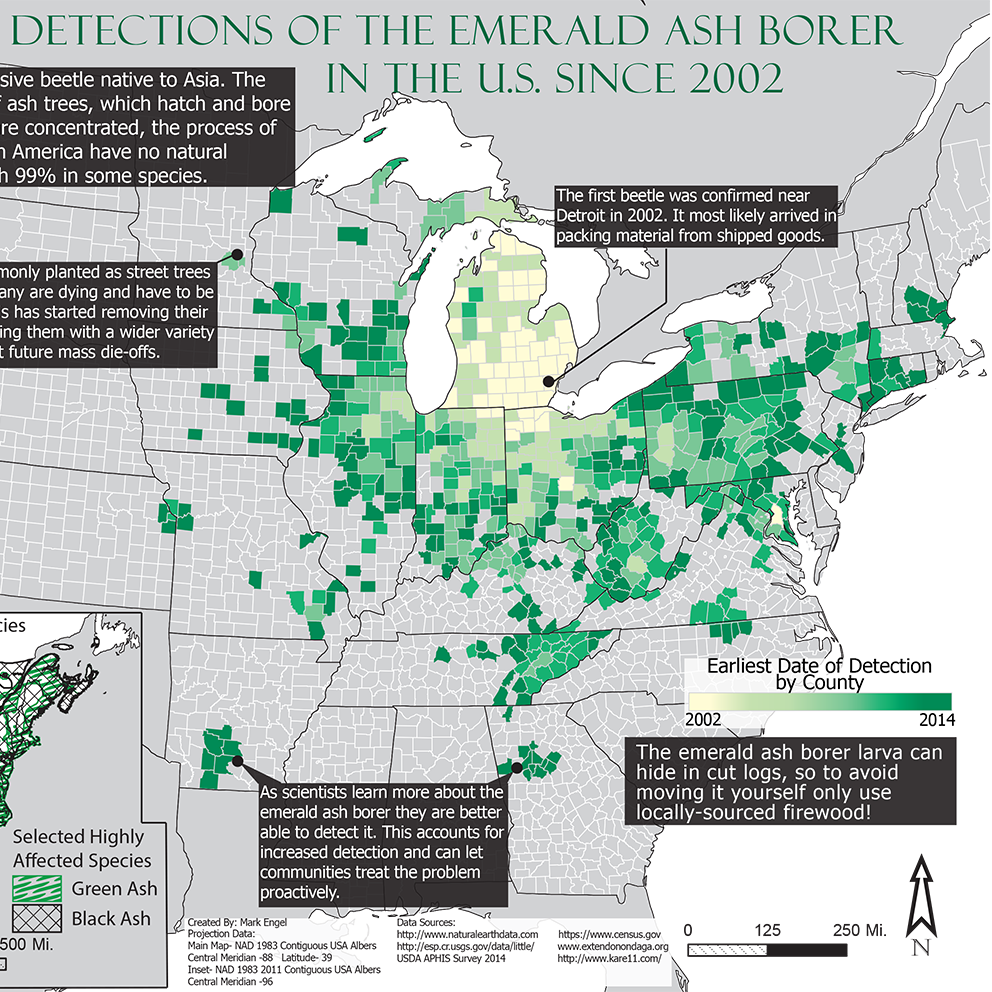 DETECTIONS OF THE EMERALD ASH BORER
IN THE U.S. SINCE 2002
sive beetle native to Asia. The
f ash trees, which hatch and bore
re concentrated, the process of
n America have no natural
h 99% in some species.
The first beetle was confirmed near
Detroit in 2002. It most likely arrived in
packing material from shipped goods.
monly planted as street trees
any are dying and have to be
s has started removing their
ing them with a wider variety
t future mass die-offs.
cies
Earliest Date of Detection
by County
2002 2014
The emerald ash borer larva can
hide in cut logs, so to avoid
moving it yourself only use
locally-sourced firewood!
As scientists learn more about the
emerald ash borer they are better
able to detect it. This accounts for
increased detection and can let
communities treat the problem
proactively.
Selected Highly
Affected Species
Green Ash
Black Ash
500 Mi.
Created By: Mark Engel
Projection Data:
Main Map- NAD 1983 Contiguous USA Albers
Central Meridian -88 Latitude- 39
Inset- NAD 1983 2011 Contiguous USA Albers
Central Meridian -96
Data Sources:
http://www.naturalearthdata.com
http://esp.cr.usgs.gov/data/little/
USDA APHIS Survey 2014
https://www.census.gov
www.extendonondaga.org
http://www.kare11.com/
0 125 250 Mi.
N